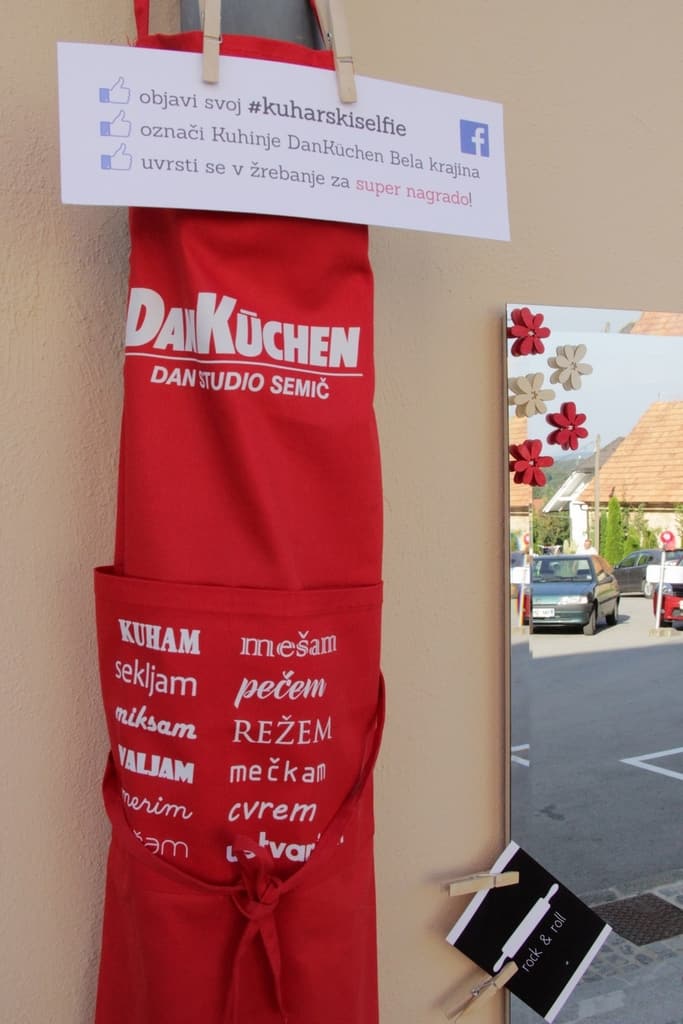 objavi svoj #kuharskiselfie
označi Kuhinje DanKüchen Bela krajina
uvrsti se v žrebanje za super nagrado!
f
DANKÜCHEN
DAN STUDIO SEMIČ
KUHAM mešam
sekljam pečem
miksam REŽEM
VALJAM mečkam
merim cvrem
rock & roll